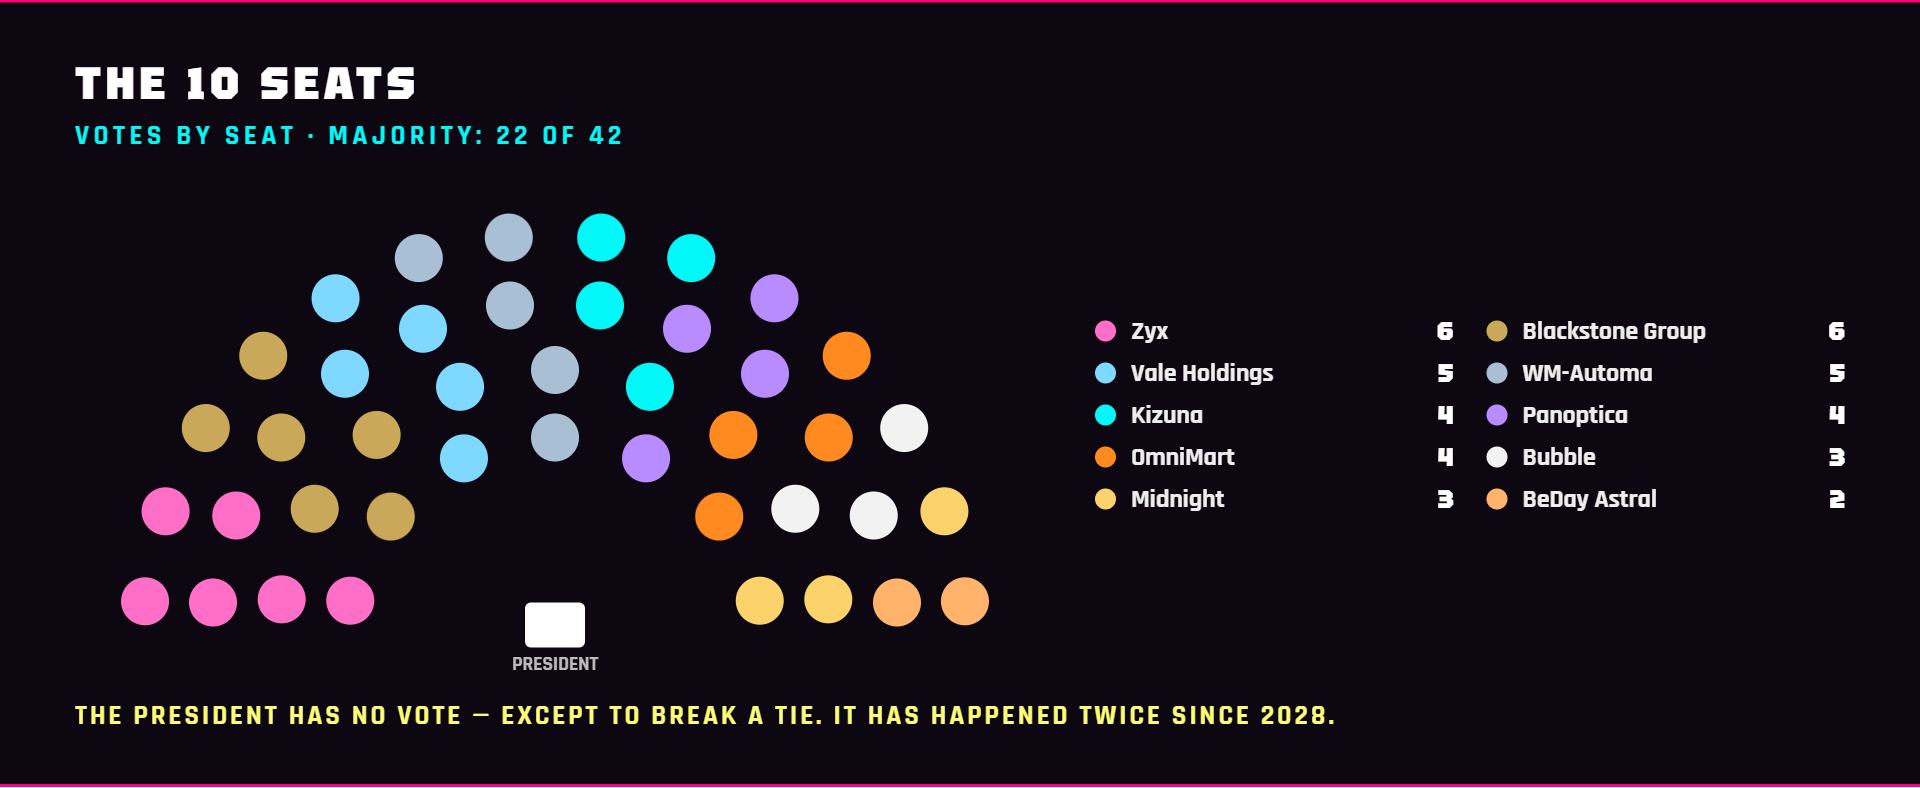 THE 10 SEATS
VOTES BY SEAT · MAJORITY: 22 OF 42
Zyx 6 Blackstone Group 6
Vale Holdings 5 WM-Automa 5
Kizuna 4 Panoptica 4
OmniMart 4 Bubble 3
Midnight 3 BeDay Astral 2
PRESIDENT
THE PRESIDENT HAS NO VOTE — EXCEPT TO BREAK A TIE. IT HAS HAPPENED TWICE SINCE 2028.